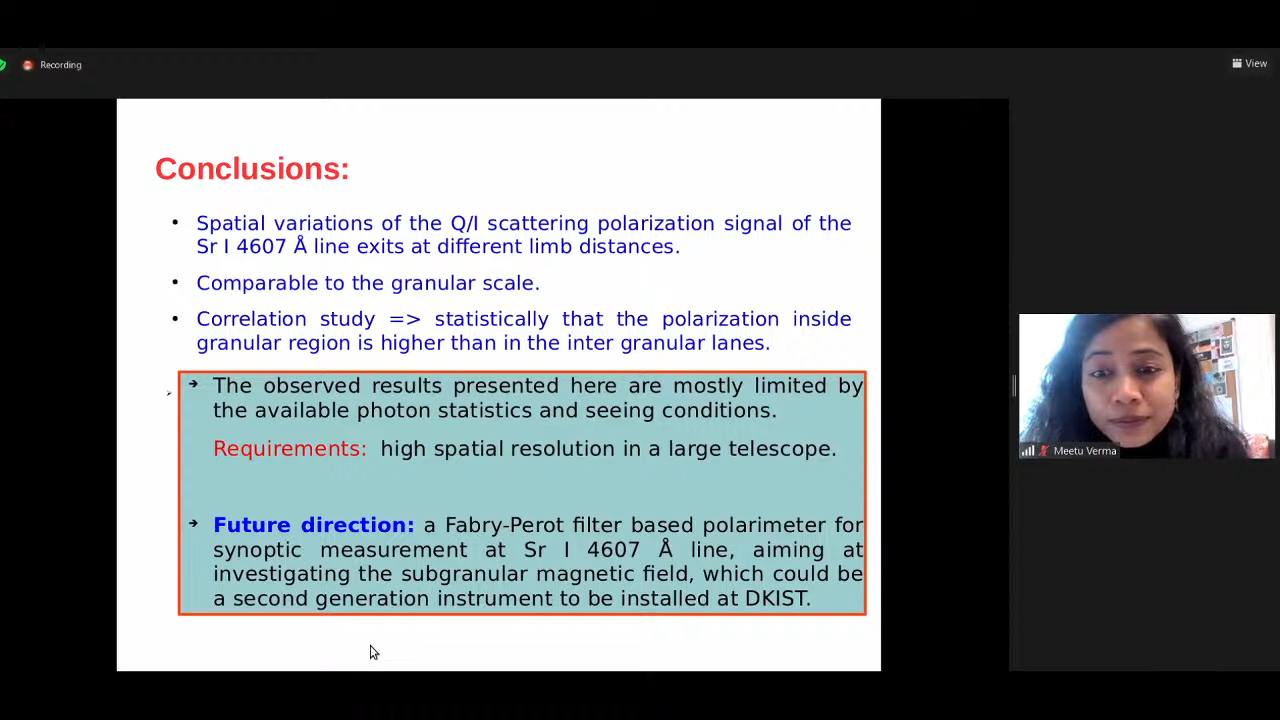 Recording
View
Conclusions:
• Spatial variations of the Q/I scattering polarization signal of the
Sr I 4607 Å line exits at different limb distances.
• Comparable to the granular scale.
• Correlation study => statistically that the polarization inside
granular region is higher than in the inter granular lanes.
➔ The observed results presented here are mostly limited by
the available photon statistics and seeing conditions.
Requirements: high spatial resolution in a large telescope.
➔ Future direction: a Fabry-Perot filter based polarimeter for
synoptic measurement at Sr I 4607 Å line, aiming at
investigating the subgranular magnetic field, which could be
a second generation instrument to be installed at DKIST.
Meetu Verma